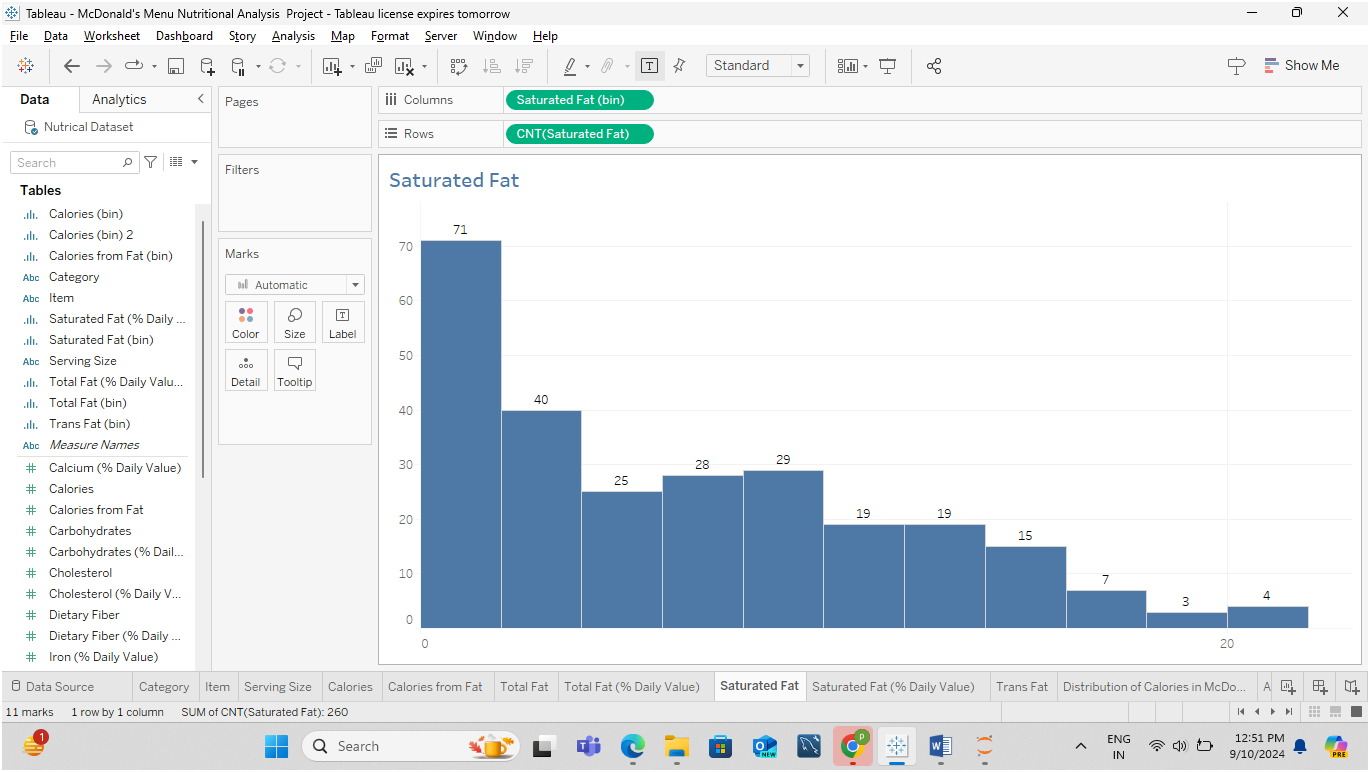 Tableau - McDonald's Menu Nutritional Analysis  Project - Tableau license expires tomorrow
File Data Worksheet Dashboard Story Analysis Map Format Server Window Help
Standard
Show Me
Data Analytics
Nutrical Dataset
Search
Tables
Calories (bin)
Calories (bin) 2
Calories from Fat (bin)
Abc Category
Abc Item
Saturated Fat (% Daily ...
Saturated Fat (bin)
Abc Serving Size
Total Fat (% Daily Valu...
Total Fat (bin)
Trans Fat (bin)
Abc Measure Names
# Calcium (% Daily Value)
# Calories
# Calories from Fat
# Carbohydrates
# Carbohydrates (% Dail...
# Cholesterol
# Cholesterol (% Daily V...
# Dietary Fiber
# Dietary Fiber (% Daily ...
# Iron (% Daily Value)
Pages
Filters
Marks
Automatic
Color Size Label
Detail Tooltip
Columns Saturated Fat (bin)
Rows CNT(Saturated Fat)
Saturated Fat
71
70
60
50
40
40
30
29
28
25
20
19 19
15
10
7
4
3
0
0 20
Data Source Category Item Serving Size Calories Calories from Fat Total Fat Total Fat (% Daily Value) Saturated Fat Saturated Fat (% Daily Value) Trans Fat Distribution of Calories in McDo... A
11 marks 1 row by 1 column SUM of CNT(Saturated Fat): 260
1
Search
NEW
P
W
ENG
IN
12:51 PM
9/10/2024
PRE